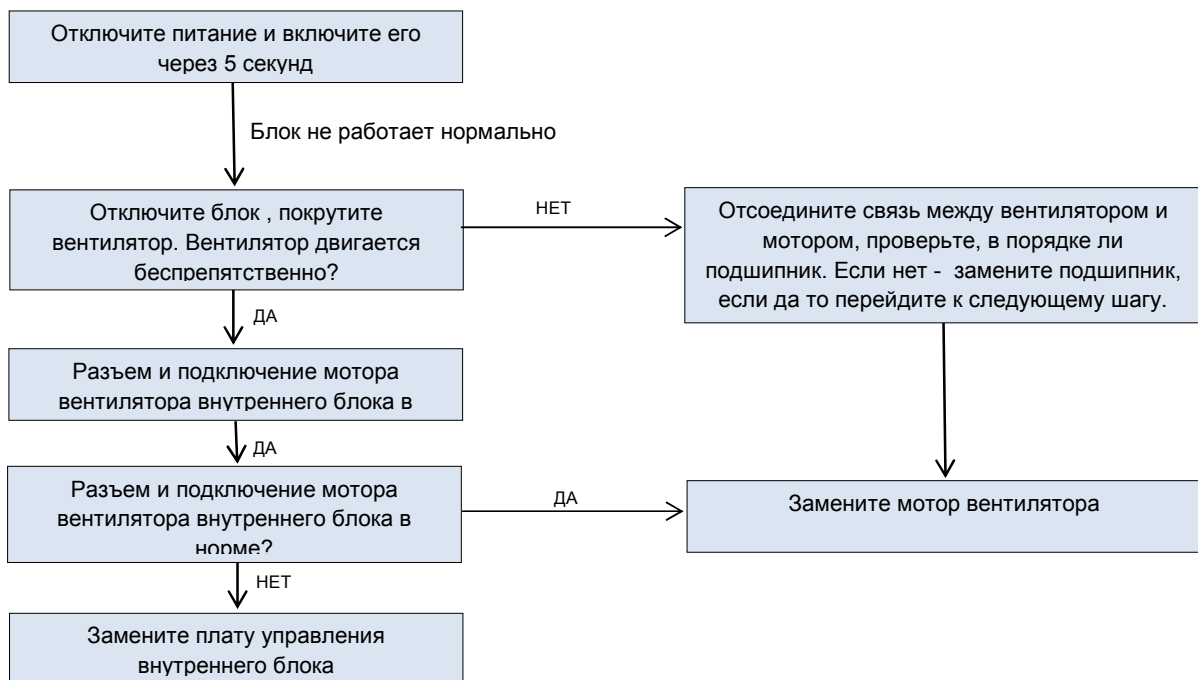 Отключите питание и включите его
через 5 секунд
Блок не работает нормально
Отключите блок , покрутите
вентилятор. Вентилятор двигается
беспрепятственно?
НЕТ
Отсоедините связь между вентилятором и
мотором, проверьте, в порядке ли
подшипник. Если нет - замените подшипник,
если да то перейдите к следующему шагу.
ДА
Разъем и подключение мотора
вентилятора внутреннего блока в
ДА
Разъем и подключение мотора
вентилятора внутреннего блока в
норме?
ДА
Замените мотор вентилятора
НЕТ
Замените плату управления
внутреннего блока